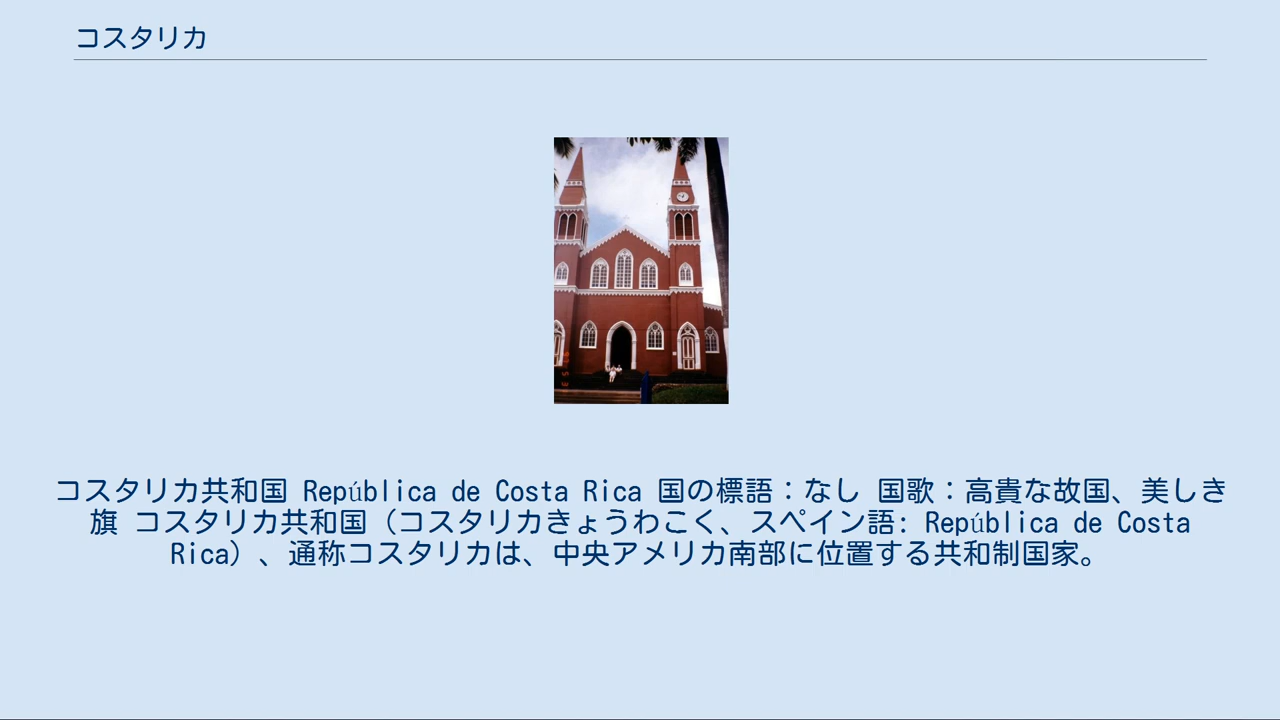 コスタリカ
コスタリカ共和国 República de Costa Rica 国の標語：なし 国歌：高貴な故国、美しき
旗 コスタリカ共和国（コスタリカきょうわこく、スペイン語: República de Costa
Rica）、通称コスタリカは、中央アメリカ南部に位置する共和制国家。